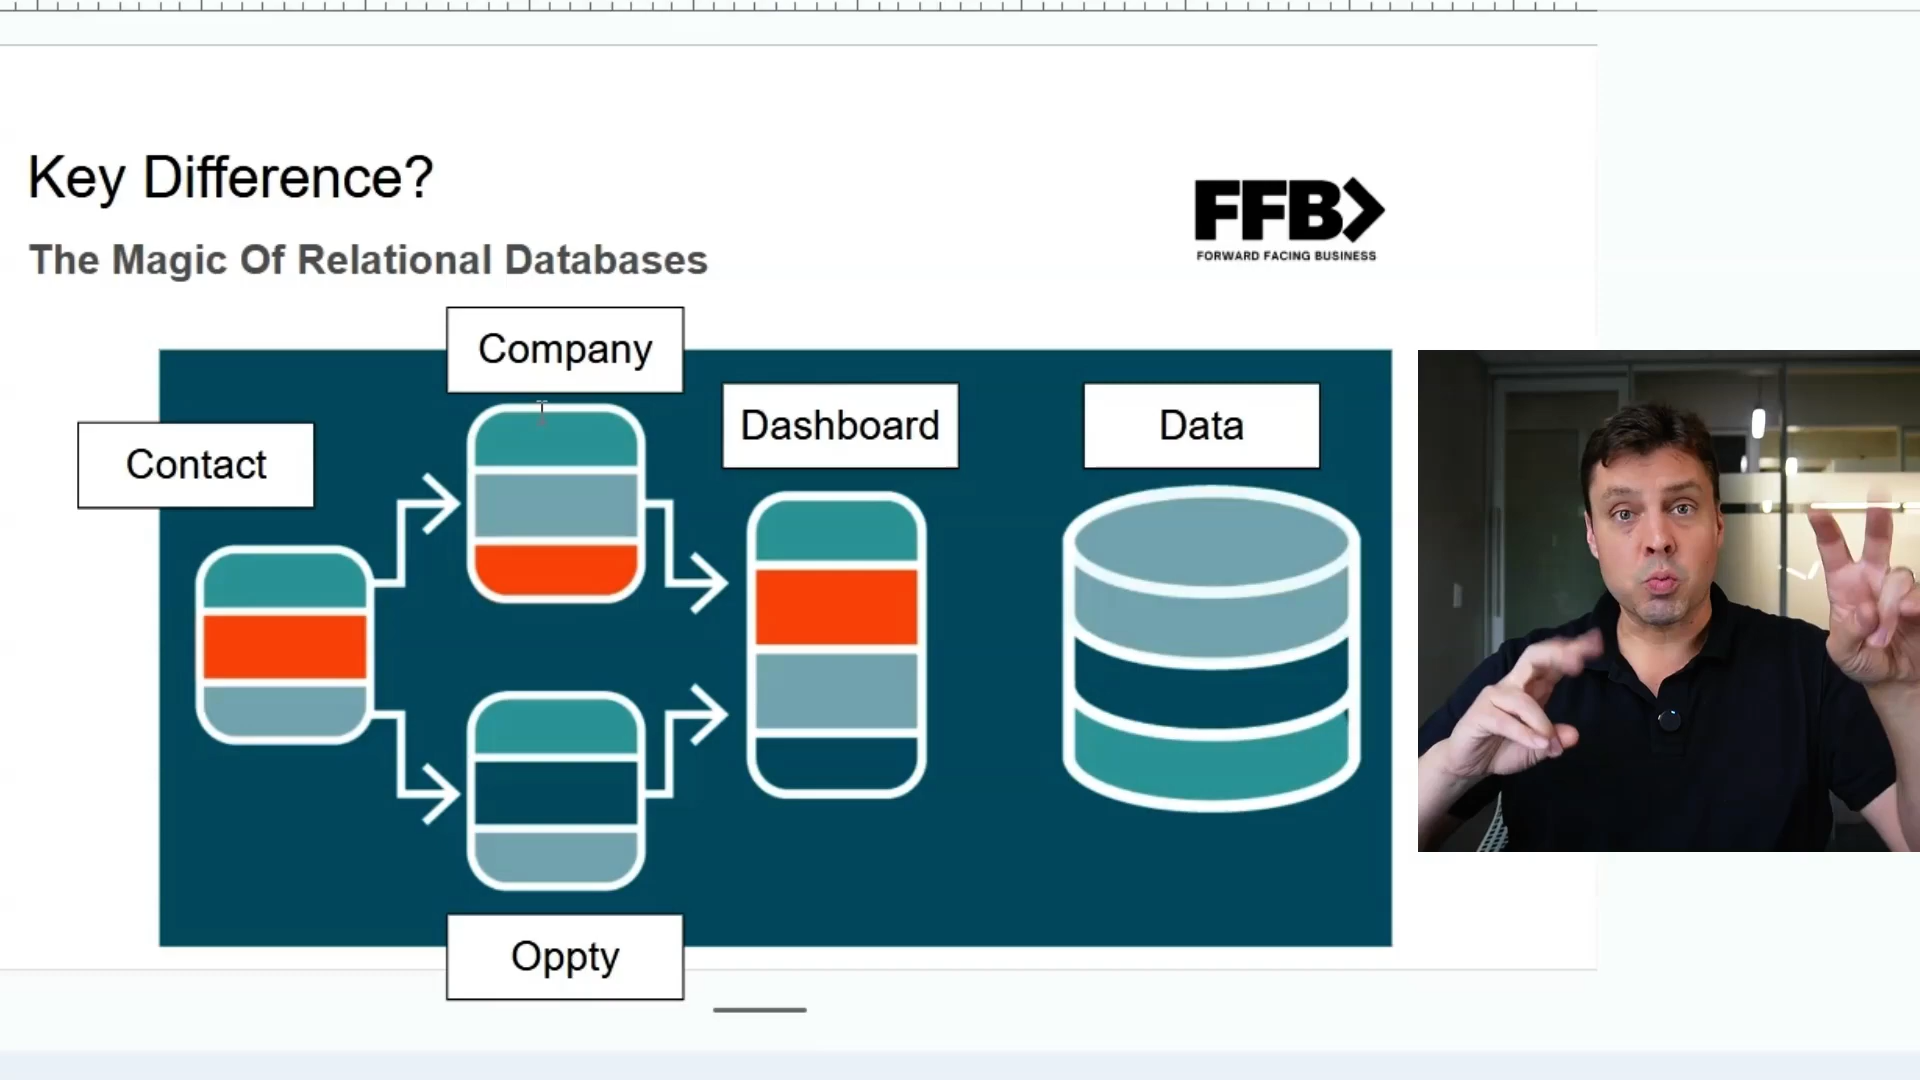 Key Difference?
The Magic Of Relational Databases
FFB
FORWARD FACING BUSINESS
Company
Contact
Dashboard
Data
Oppty